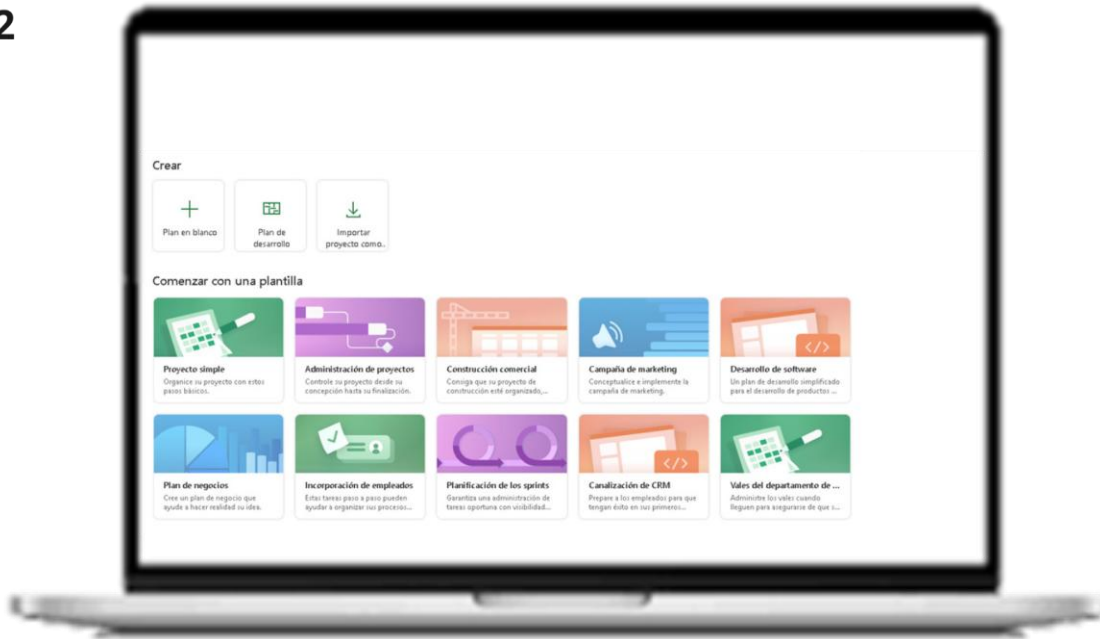 2
Crear
Plan en blanco
Plan de
desarrollo
Importar
proyecto como..
Comenzar con una plantilla
Proyecto simple
Organice su proyecto con estos
pasos básicos.
Administración de proyectos
Controle su proyecto desde su
concepción hasta su finalización.
Construcción comercial
Consiga que su proyecto de
construcción esté organizado,...
Campaña de marketing
Conceptualice e implemente la
campaña de marketing.
Desarrollo de software
Un plan de desarrollo simplificado
para el desarrollo de productos ...
Plan de negocios
Cree un plan de negocio que
ayude a hacer realidad su idea.
Incorporación de empleados
Estas tareas paso a paso pueden
ayudar a organizar sus procesos...
Planificación de los sprints
Garantiza una administración de
tareas oportuna con visibilidad...
Canalización de CRM
Prepare a los empleados para que
tengan éxito en sus primeros...
Vales del departamento de ...
Administre los vales cuando
lleguen para asegurarse de que s...